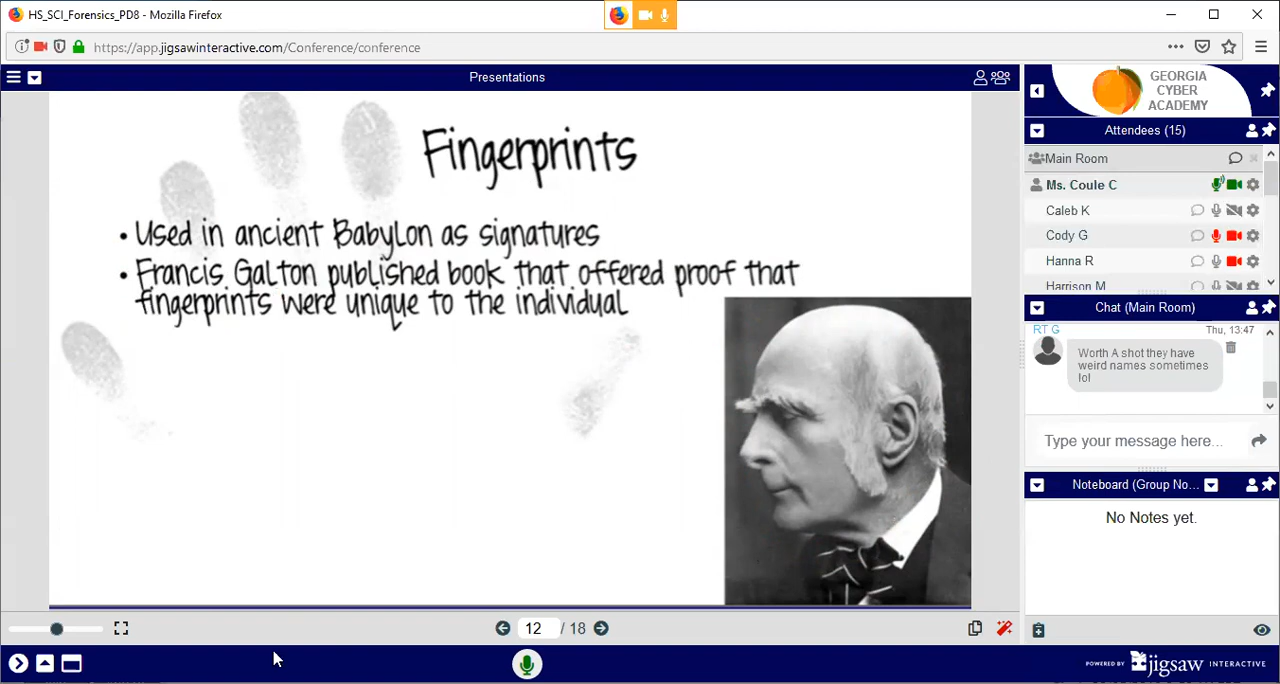 HS_SCI_Forensics_PD8 - Mozilla Firefox
https://app.jigsawinteractive.com/Conference/conference
Presentations
GEORGIA
CYBER
ACADEMY
Attendees (15)
Main Room
Ms. Coule C
Caleb K
Cody G
Hanna R
Harrison M
Fingerprints
• Used in ancient Babylon as signatures
• Francis Galton published book that offered proof that
fingerprints were unique to the individual
Chat (Main Room)
RT G
Thu, 13:47
Worth A shot they have
weird names sometimes
lol
Type your message here...
Noteboard (Group No...
No Notes yet.
12 / 18
POWERED BY jigsaw INTERACTIVE